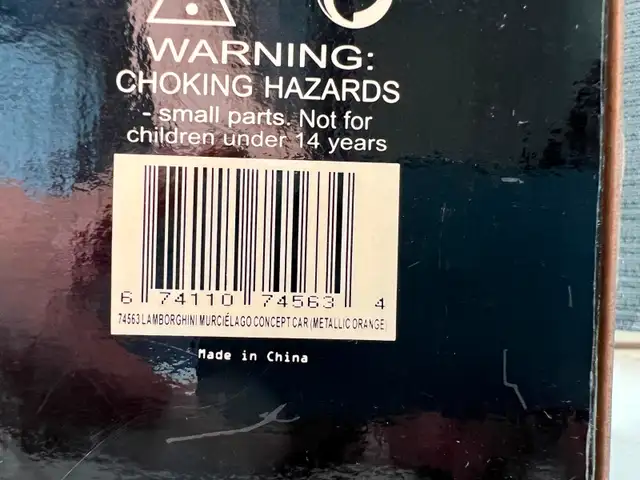 WARNING:
CHOKING HAZARDS
- small parts. Not for
children under 14 years
6 74110 74563 4
74563 LAMBORGHINI MURCIÉLAGO CONCEPT CAR (METALLIC ORANGE)
Made in China